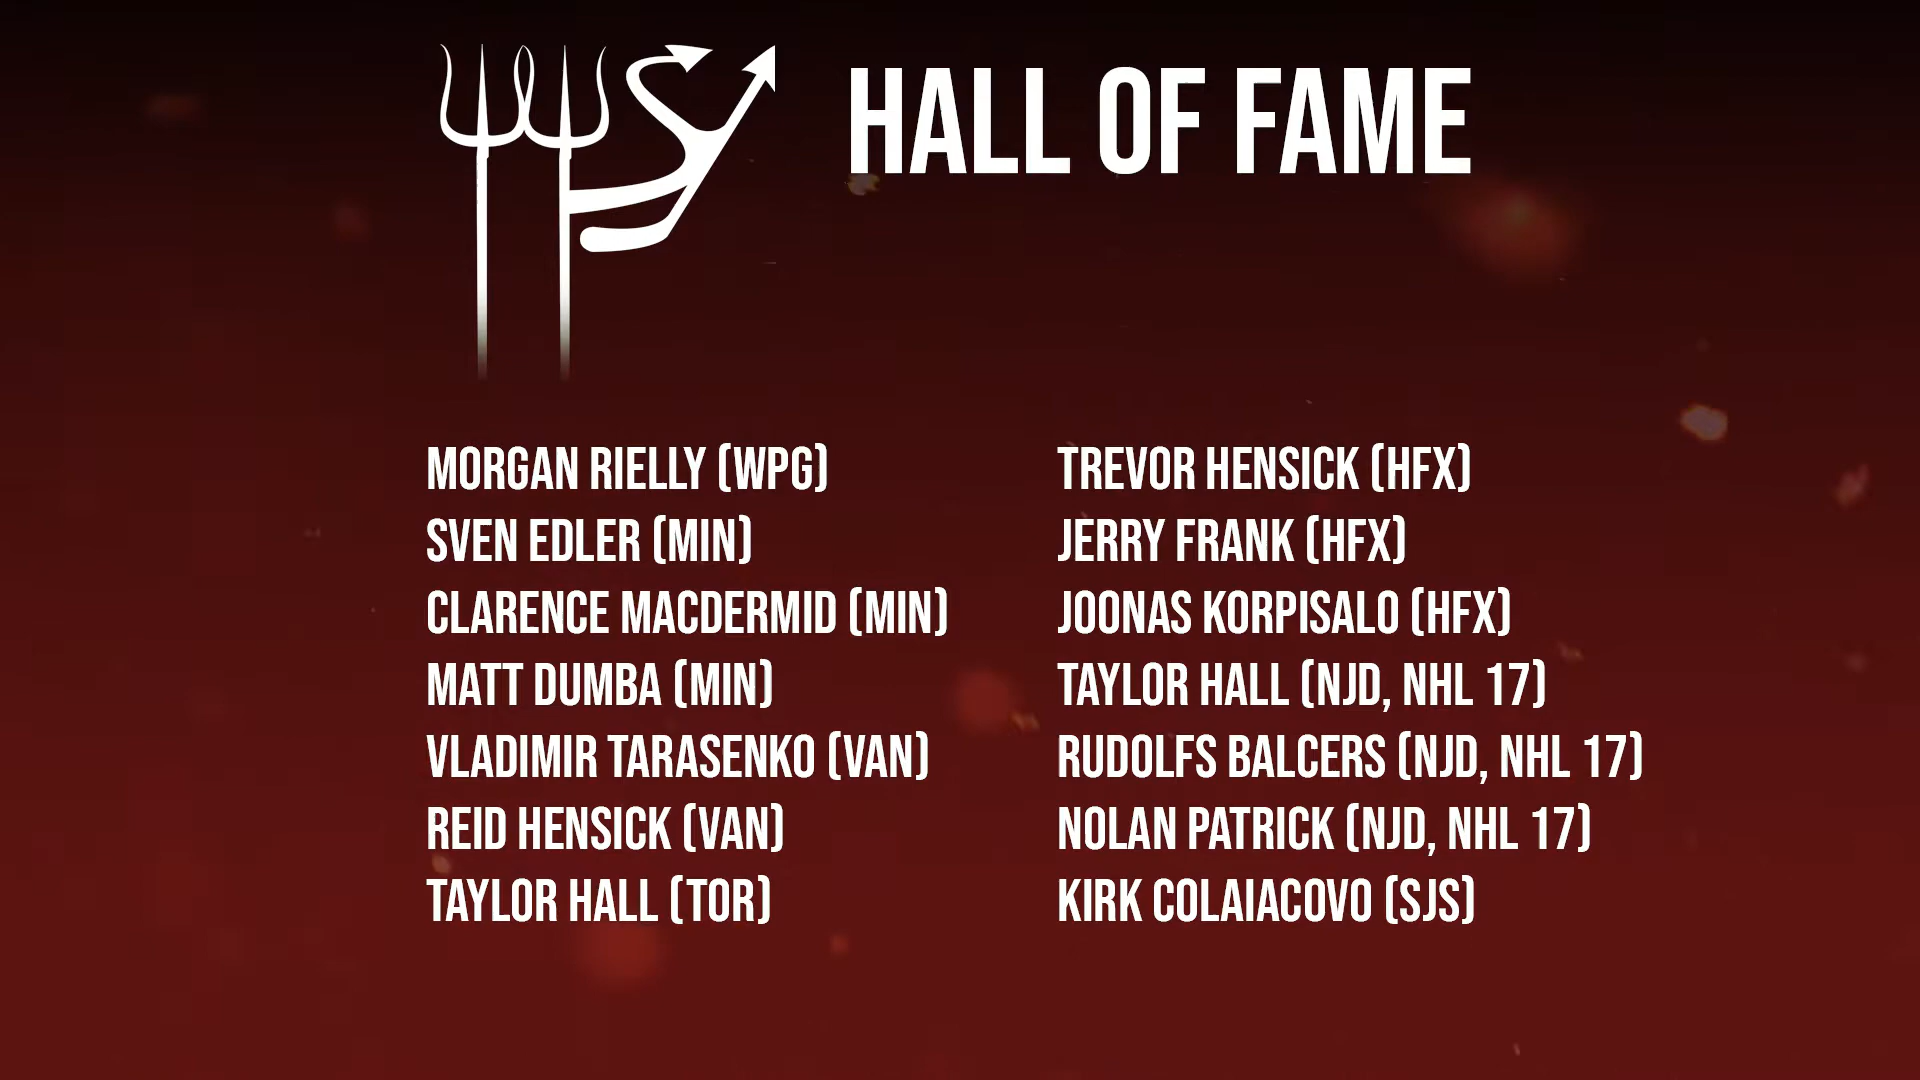 HALL OF FAME
MORGAN RIELLY (WPG)
SVEN EDLER (MIN)
CLARENCE MACDERMID (MIN)
MATT DUMBA (MIN)
VLADIMIR TARASENKO (VAN)
REID HENSICK (VAN)
TAYLOR HALL (TOR)
TREVOR HENSICK (HFX)
JERRY FRANK (HFX)
JOONAS KORPISALO (HFX)
TAYLOR HALL (NJD, NHL 17)
RUDOLFS BALCERS (NJD, NHL 17)
NOLAN PATRICK (NJD, NHL 17)
KIRK COLAIACOVO (SJS)